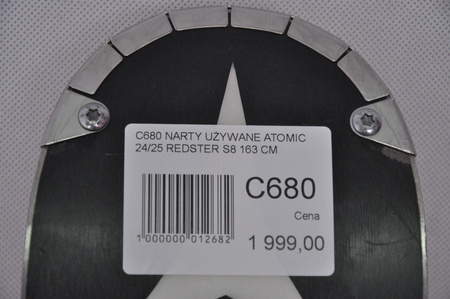 C680 NARTY UZYWANE ATOMIC
24/25 REDSTER S8 163 CM
C680
Cena
1 999,00
1 000000 012682